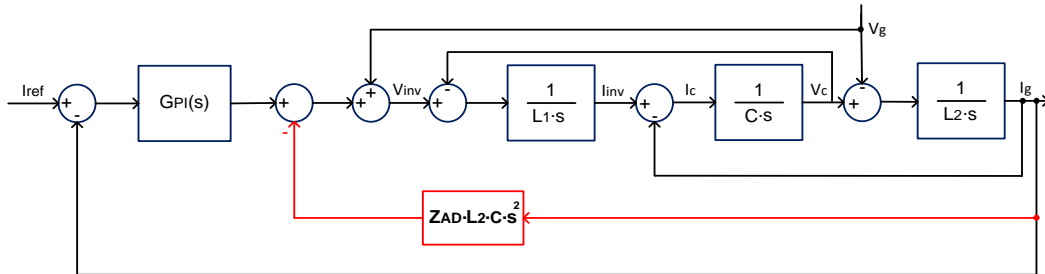 Vg
Iref
+
-
GPI(s)
+
-
+
+
Vinv
-
+
1
L1·s
Iinv
+
-
Ic
1
C·s
Vc
-
+
1
L2·s
Ig
ZAD·L2·C·s²